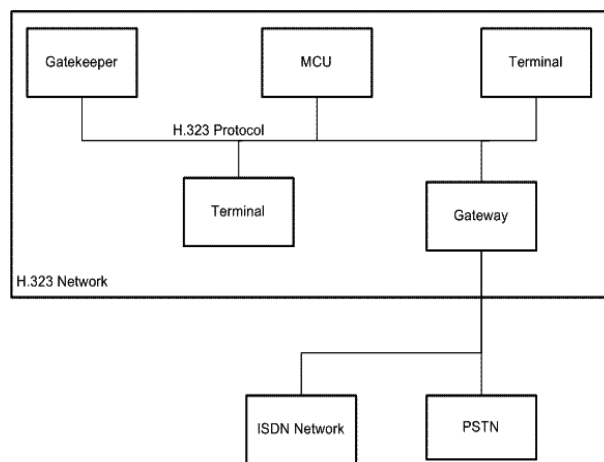 Gatekeeper
MCU
Terminal
H.323 Protocol
Terminal
Gateway
H.323 Network
ISDN Network
PSTN